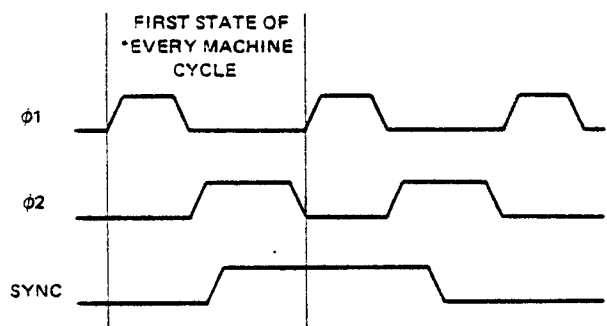 FIRST STATE OF
*EVERY MACHINE
CYCLE
ϕ1
ϕ2
SYNC